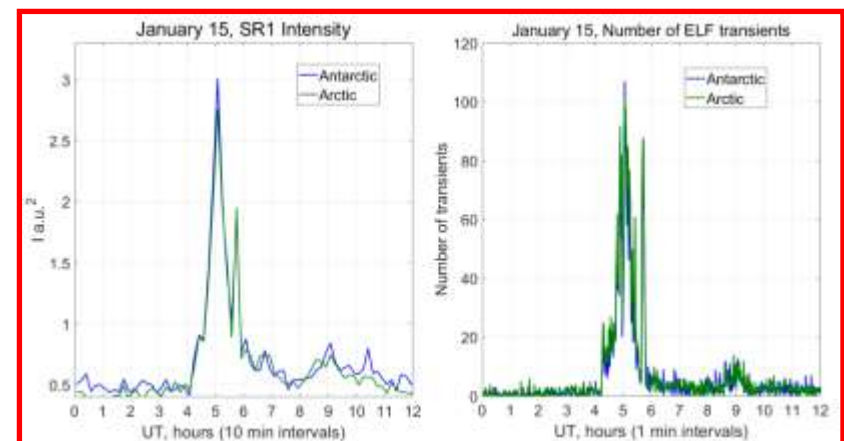 January 15, SR1 Intensity
3
2.5
2
1.5
1
0.5
I a.u.²
Antarctic
Arctic
0 1 2 3 4 5 6 7 8 9 10 11 12
UT, hours (10 min intervals)
January 15, Number of ELF transients
120
100
80
60
40
20
0
Number of transients
Antarctic
Arctic
0 1 2 3 4 5 6 7 8 9 10 11 12
UT, hours (1 min intervals)